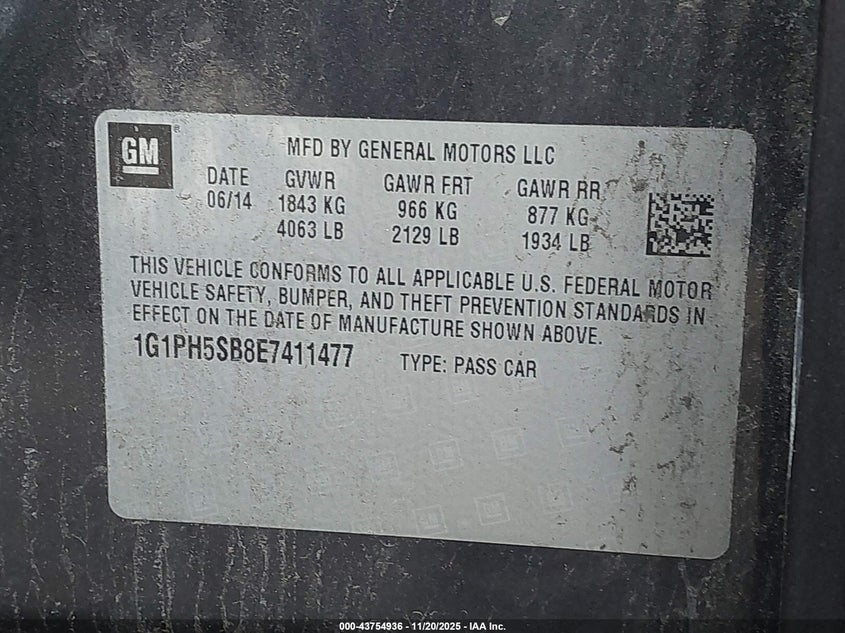 GM ®
MFD BY GENERAL MOTORS LLC
DATE GVWR GAWR FRT GAWR RR
06/14 1843 KG 966 KG 877 KG
4063 LB 2129 LB 1934 LB
THIS VEHICLE CONFORMS TO ALL APPLICABLE U.S. FEDERAL MOTOR
VEHICLE SAFETY, BUMPER, AND THEFT PREVENTION STANDARDS IN
EFFECT ON THE DATE OF MANUFACTURE SHOWN ABOVE.
1G1PH5SB8E7411477 TYPE: PASS CAR
000-43754936 - 11/20/2025 - IAA Inc.